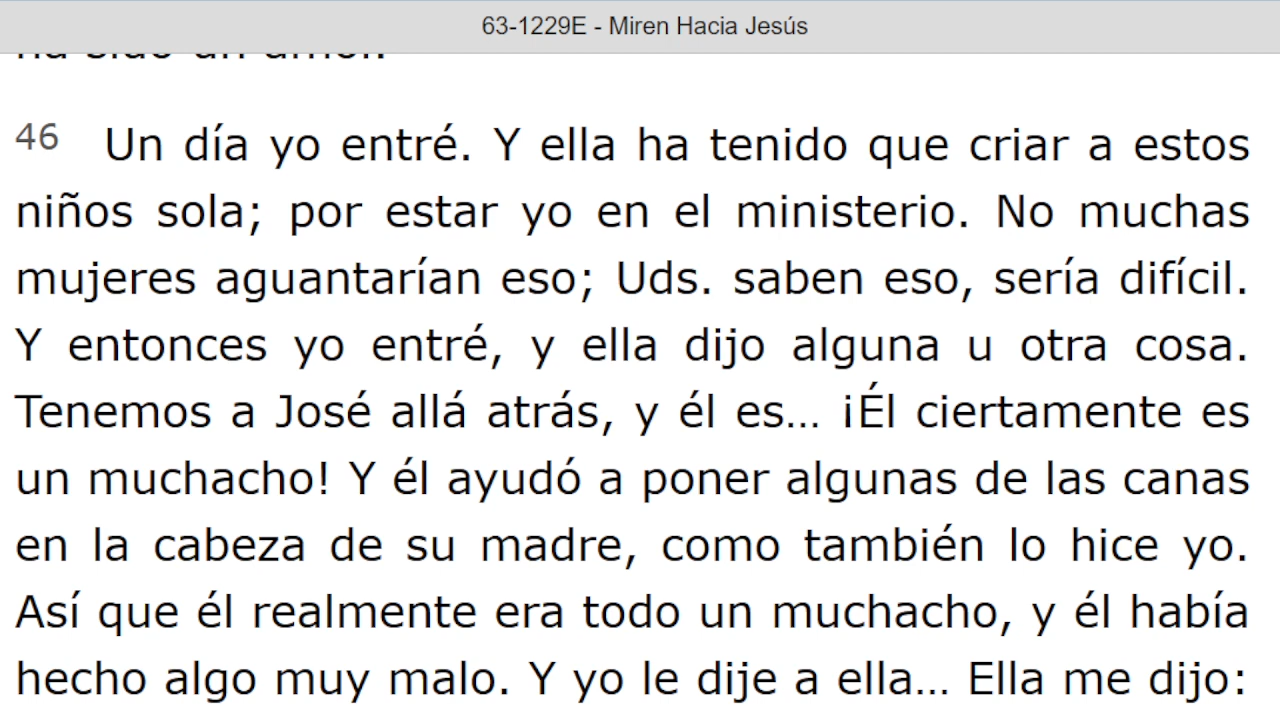 63-1229E - Miren Hacia Jesús
ha sido un amor.
46 Un día yo entré. Y ella ha tenido que criar a estos
niños sola; por estar yo en el ministerio. No muchas
mujeres aguantarían eso; Uds. saben eso, sería difícil.
Y entonces yo entré, y ella dijo alguna u otra cosa.
Tenemos a José allá atrás, y él es... ¡Él ciertamente es
un muchacho! Y él ayudó a poner algunas de las canas
en la cabeza de su madre, como también lo hice yo.
Así que él realmente era todo un muchacho, y él había
hecho algo muy malo. Y yo le dije a ella... Ella me dijo: